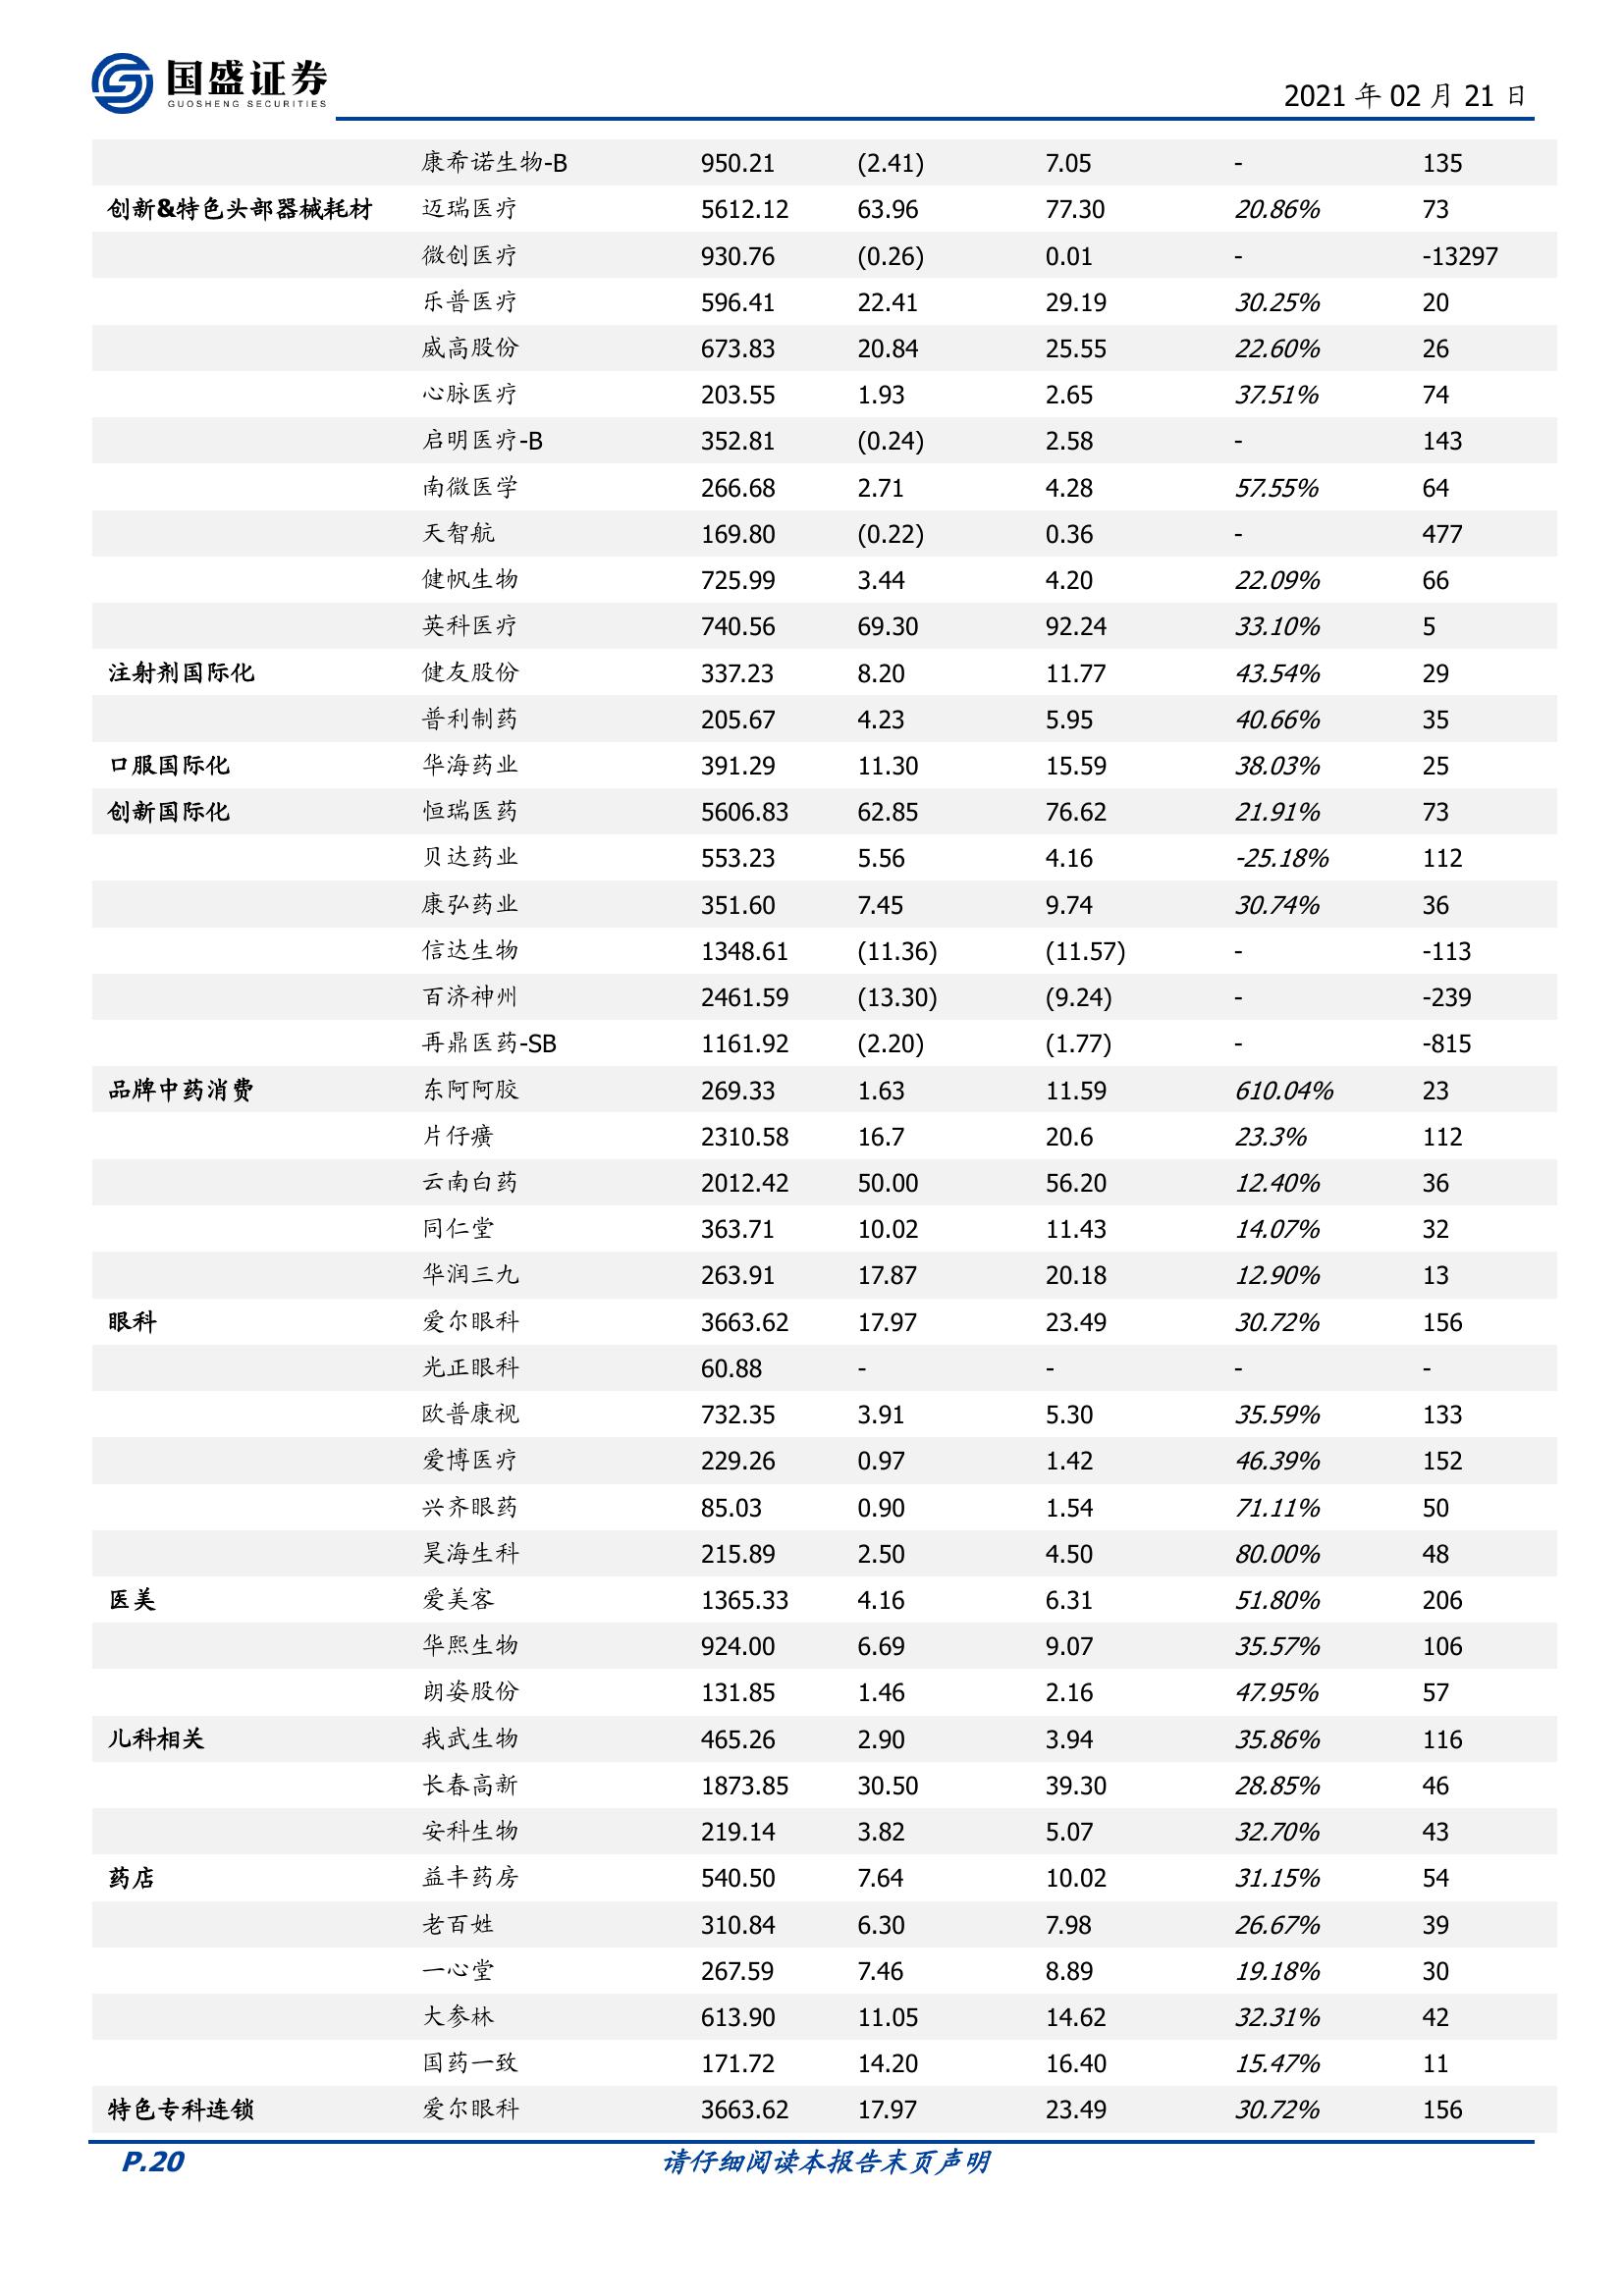 国盛证券
GUOSHENG SECURITIES
2021 年 02 月 21 日
康希诺生物-B 950.21 (2.41) 7.05 - 135
创新&特色头部器械耗材 迈瑞医疗 5612.12 63.96 77.30 20.86% 73
微创医疗 930.76 (0.26) 0.01 - -13297
乐普医疗 596.41 22.41 29.19 30.25% 20
威高股份 673.83 20.84 25.55 22.60% 26
心脉医疗 203.55 1.93 2.65 37.51% 74
启明医疗-B 352.81 (0.24) 2.58 - 143
南微医学 266.68 2.71 4.28 57.55% 64
天智航 169.80 (0.22) 0.36 - 477
健帆生物 725.99 3.44 4.20 22.09% 66
英科医疗 740.56 69.30 92.24 33.10% 5
注射剂国际化 健友股份 337.23 8.20 11.77 43.54% 29
普利制药 205.67 4.23 5.95 40.66% 35
口服国际化 华海药业 391.29 11.30 15.59 38.03% 25
创新国际化 恒瑞医药 5606.83 62.85 76.62 21.91% 73
贝达药业 553.23 5.56 4.16 -25.18% 112
康弘药业 351.60 7.45 9.74 30.74% 36
信达生物 1348.61 (11.36) (11.57) - -113
百济神州 2461.59 (13.30) (9.24) - -239
再鼎医药-SB 1161.92 (2.20) (1.77) - -815
品牌中药消费 东阿阿胶 269.33 1.63 11.59 610.04% 23
片仔癀 2310.58 16.7 20.6 23.3% 112
云南白药 2012.42 50.00 56.20 12.40% 36
同仁堂 363.71 10.02 11.43 14.07% 32
华润三九 263.91 17.87 20.18 12.90% 13
眼科 爱尔眼科 3663.62 17.97 23.49 30.72% 156
光正眼科 60.88 - - - -
欧普康视 732.35 3.91 5.30 35.59% 133
爱博医疗 229.26 0.97 1.42 46.39% 152
兴齐眼药 85.03 0.90 1.54 71.11% 50
昊海生科 215.89 2.50 4.50 80.00% 48
医美 爱美客 1365.33 4.16 6.31 51.80% 206
华熙生物 924.00 6.69 9.07 35.57% 106
朗姿股份 131.85 1.46 2.16 47.95% 57
儿科相关 我武生物 465.26 2.90 3.94 35.86% 116
长春高新 1873.85 30.50 39.30 28.85% 46
安科生物 219.14 3.82 5.07 32.70% 43
药店 益丰药房 540.50 7.64 10.02 31.15% 54
老百姓 310.84 6.30 7.98 26.67% 39
一心堂 267.59 7.46 8.89 19.18% 30
大参林 613.90 11.05 14.62 32.31% 42
国药一致 171.72 14.20 16.40 15.47% 11
特色专科连锁 爱尔眼科 3663.62 17.97 23.49 30.72% 156
P.20 请仔细阅读本报告末页声明